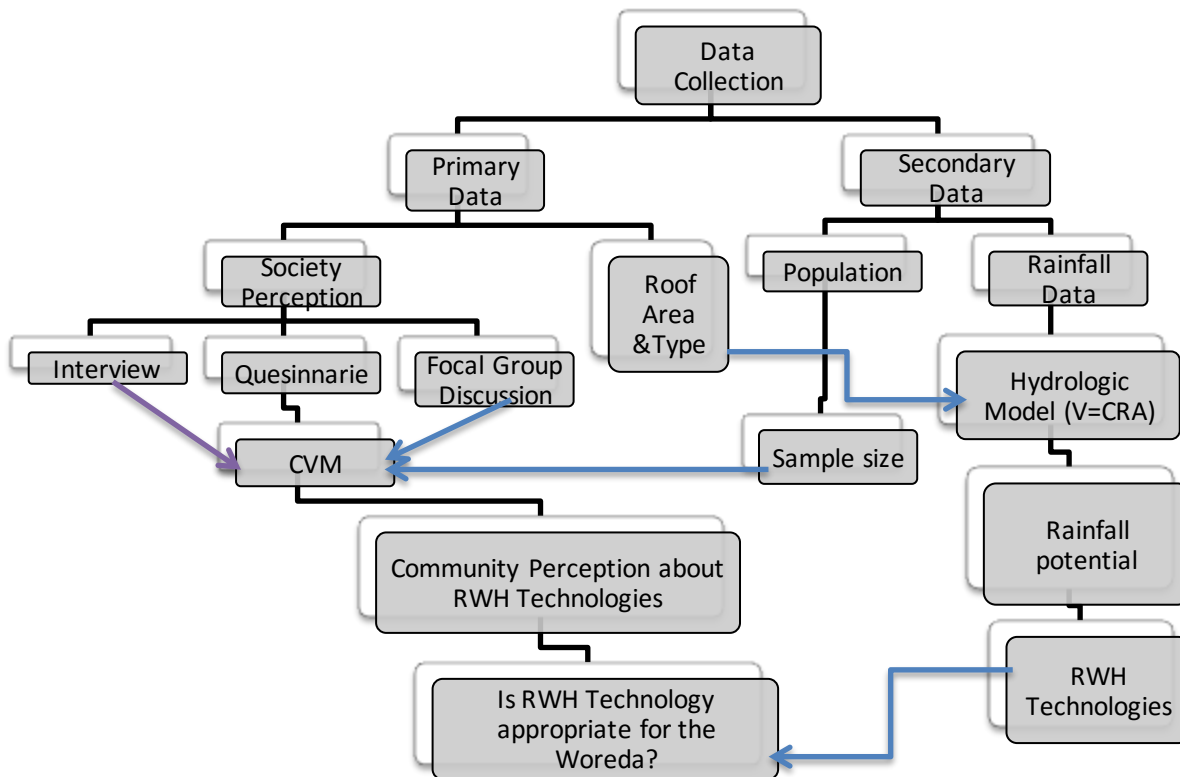 Data
Collection
Primary
Data
Secondary
Data
Society
Perception
Roof
Area
&Type
Population
Rainfall
Data
Interview
Quesinnarie
Focal Group
Discussion
Hydrologic
Model (V=CRA)
CVM
Sample size
Community Perception about
RWH Technologies
Rainfall
potential
Is RWH Technology
appropriate for the
Woreda?
RWH
Technologies